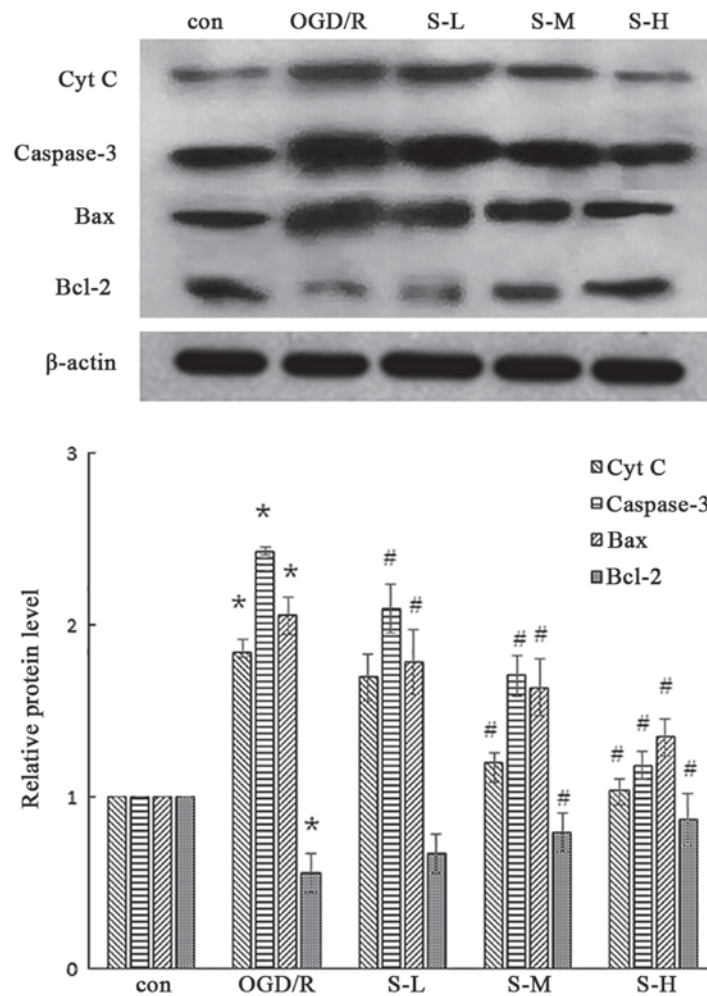 con OGD/R S-L S-M S-H
Cyt C
Caspase-3
Bax
Bcl-2
β-actin
3
2
1
0
Relative protein level
Cyt C
Caspase-3
Bax
Bcl-2
*
*
*
*
#
#
#
#
#
#
#
#
#
#
con OGD/R S-L S-M S-H